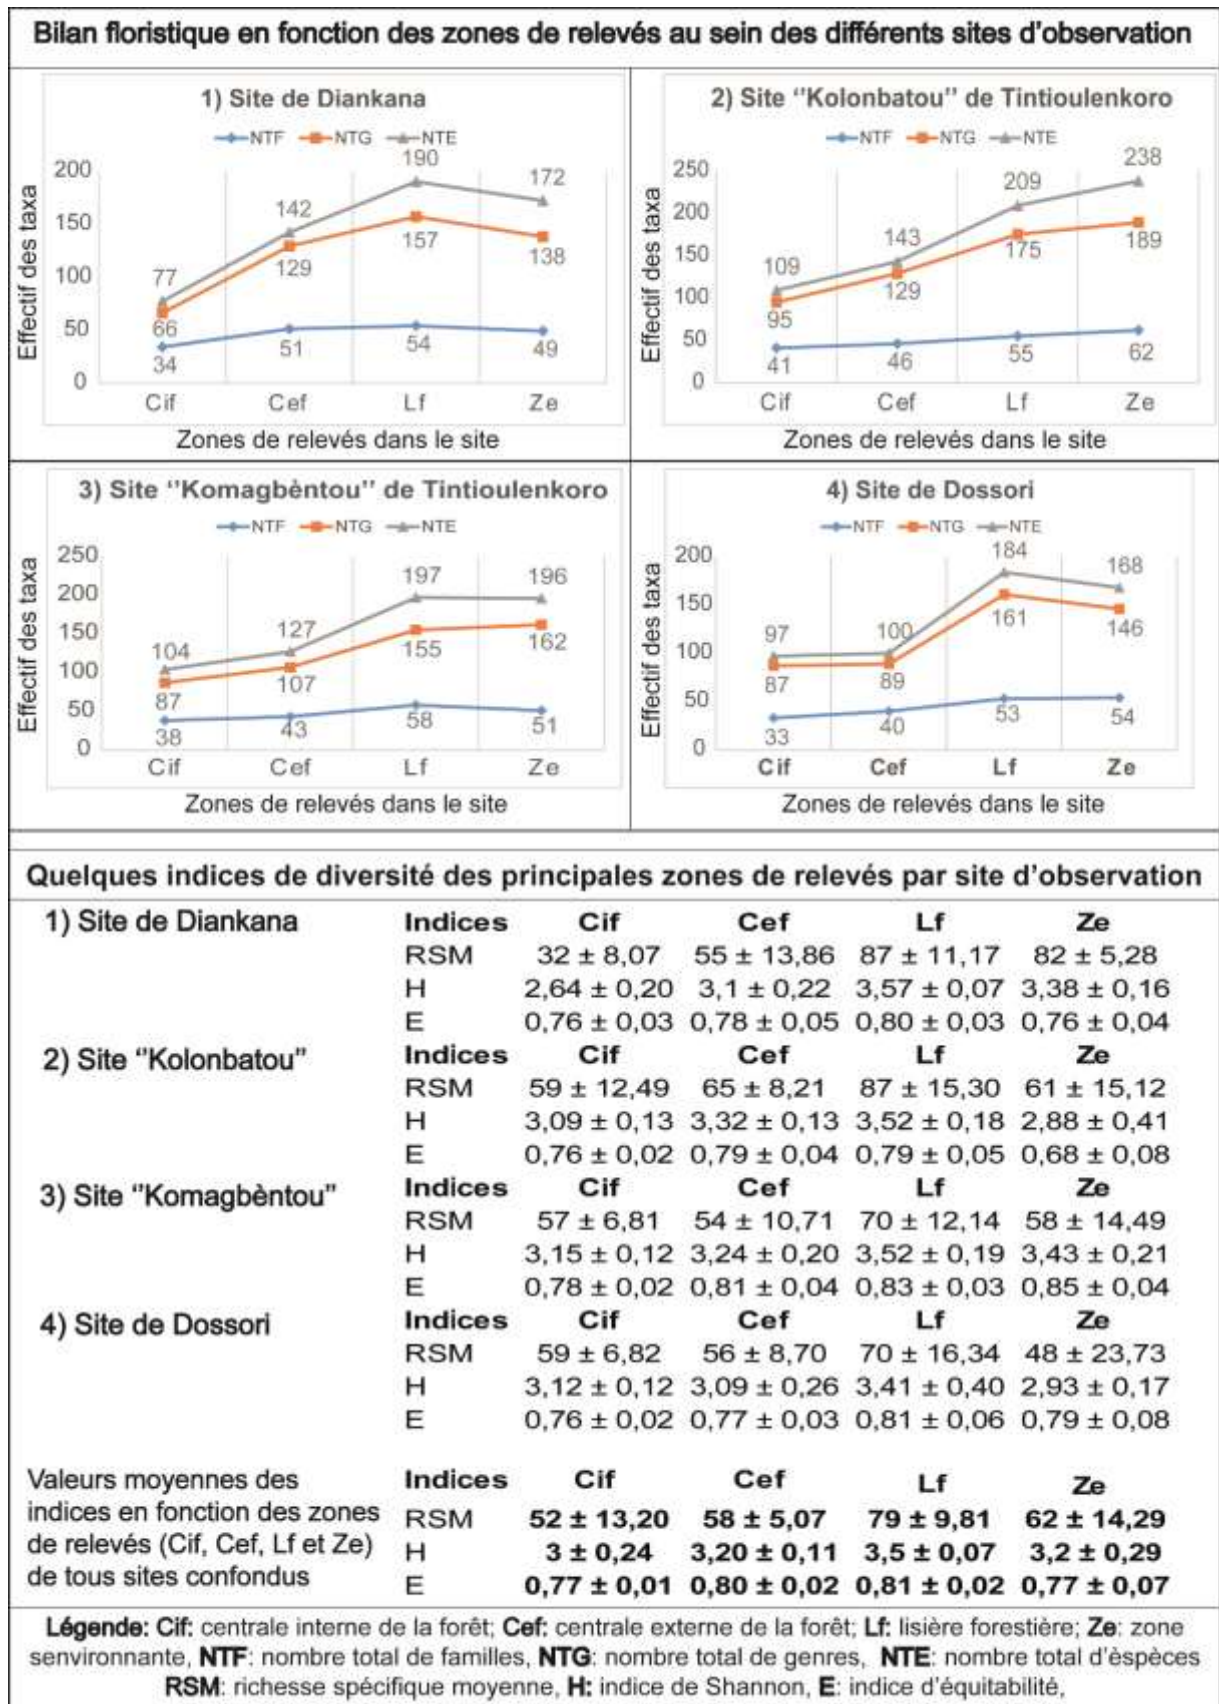 Bilan floristique en fonction des zones de relevés au sein des différents sites d'observation
1) Site de Diankana
NTF NTG NTE
Effectif des taxa
200
150
100
50
0
77
142
190
172
66
129
157
138
34
51
54
49
Cif Cef Lf Ze
Zones de relevés dans le site
2) Site "Kolonbatou" de Tintioulenkoro
NTF NTG NTE
Effectif des taxa
250
200
150
100
50
0
109
143
209
238
95
129
175
189
41
46
55
62
Cif Cef Lf Ze
Zones de relevés dans le site
3) Site "Komagbèntou" de Tintioulenkoro
NTF NTG NTE
Effectif des taxa
250
200
150
100
50
0
104
127
197
196
87
107
155
162
38
43
58
51
Cif Cef Lf Ze
Zones de relevés dans le site
4) Site de Dossori
NTF NTG NTE
Effectif des taxa
200
150
100
50
0
97
100
184
168
87
89
161
146
33
40
53
54
Cif Cef Lf Ze
Zones de relevés dans le site
Quelques indices de diversité des principales zones de relevés par site d'observation
1) Site de Diankana Indices Cif Cef Lf Ze
RSM 32 ± 8,07 55 ± 13,86 87 ± 11,17 82 ± 5,28
H 2,64 ± 0,20 3,1 ± 0,22 3,57 ± 0,07 3,38 ± 0,16
E 0,76 ± 0,03 0,78 ± 0,05 0,80 ± 0,03 0,76 ± 0,04
2) Site "Kolonbatou" Indices Cif Cef Lf Ze
RSM 59 ± 12,49 65 ± 8,21 87 ± 15,30 61 ± 15,12
H 3,09 ± 0,13 3,32 ± 0,13 3,52 ± 0,18 2,88 ± 0,41
E 0,76 ± 0,02 0,79 ± 0,04 0,79 ± 0,05 0,68 ± 0,08
3) Site "Komagbèntou" Indices Cif Cef Lf Ze
RSM 57 ± 6,81 54 ± 10,71 70 ± 12,14 58 ± 14,49
H 3,15 ± 0,12 3,24 ± 0,20 3,52 ± 0,19 3,43 ± 0,21
E 0,78 ± 0,02 0,81 ± 0,04 0,83 ± 0,03 0,85 ± 0,04
4) Site de Dossori Indices Cif Cef Lf Ze
RSM 59 ± 6,82 56 ± 8,70 70 ± 16,34 48 ± 23,73
H 3,12 ± 0,12 3,09 ± 0,26 3,41 ± 0,40 2,93 ± 0,17
E 0,76 ± 0,02 0,77 ± 0,03 0,81 ± 0,06 0,79 ± 0,08
Valeurs moyennes des
indices en fonction des zones
de relevés (Cif, Cef, Lf et Ze)
de tous sites confondus
Indices Cif Cef Lf Ze
RSM 52 ± 13,20 58 ± 5,07 79 ± 9,81 62 ± 14,29
H 3 ± 0,24 3,20 ± 0,11 3,5 ± 0,07 3,2 ± 0,29
E 0,77 ± 0,01 0,80 ± 0,02 0,81 ± 0,02 0,77 ± 0,07
Légende: Cif: centrale interne de la forêt; Cef: centrale externe de la forêt; Lf: lisière forestière; Ze: zone
senvironnante, NTF: nombre total de familles, NTG: nombre total de genres, NTE: nombre total d'èspèces
RSM: richesse spécifique moyenne, H: indice de Shannon, E: indice d'équitabilité,